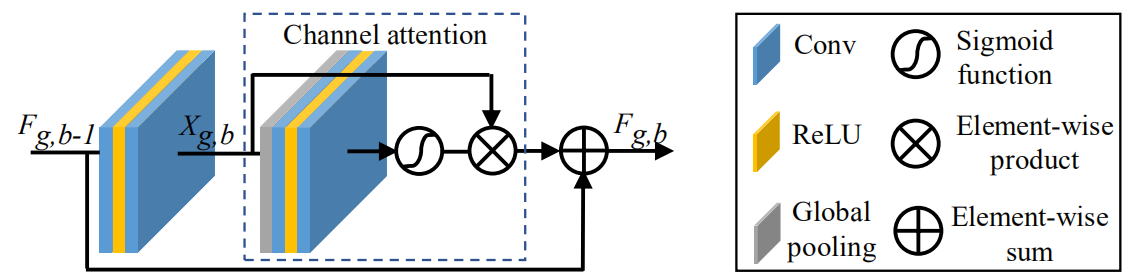 Channel attention
F_{g,b-1}
X_{g,b}
F_{g,b}
Conv
Sigmoid
function
ReLU
Element-wise
product
Global
pooling
Element-wise
sum